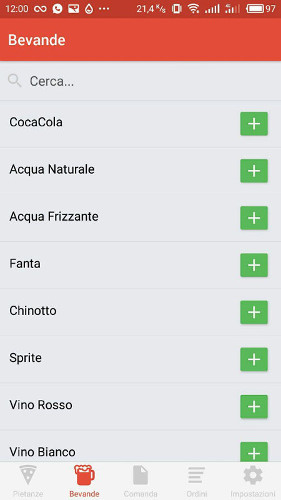 12:00 ... 21,4 K/s 97
Bevande
Cerca...
CocaCola
Acqua Naturale
Acqua Frizzante
Fanta
Chinotto
Sprite
Vino Rosso
Vino Bianco
Pietanze Bevande Comanda Ordini Impostazioni